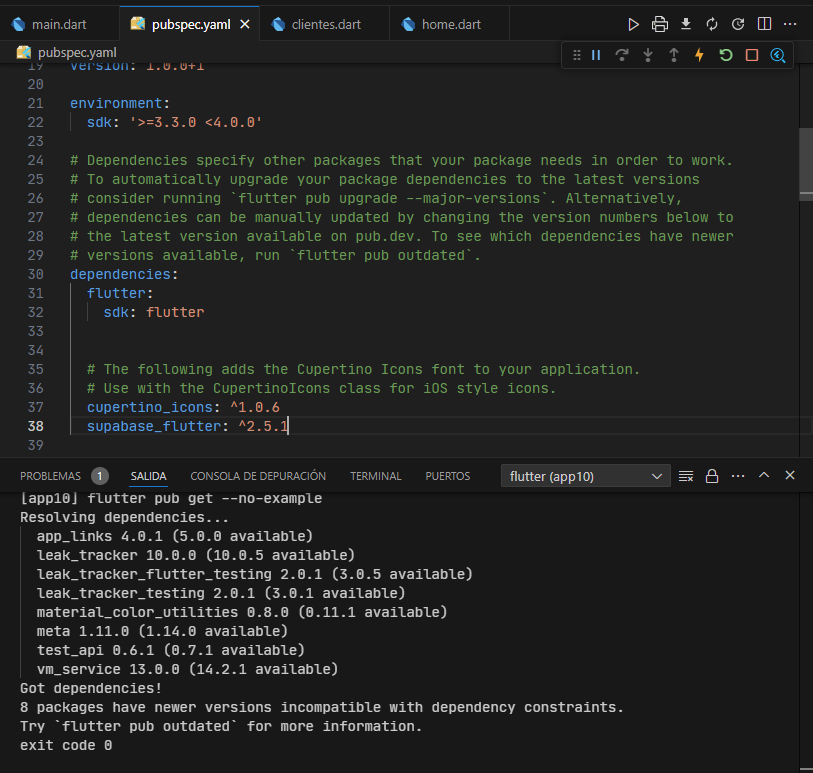 main.dart
pubspec.yaml
clientes.dart
home.dart
pubspec.yaml
19 version: 1.0.0+1
20
21 environment:
22 sdk: '>=3.3.0 <4.0.0'
23
24 # Dependencies specify other packages that your package needs in order to work.
25 # To automatically upgrade your package dependencies to the latest versions
26 # consider running `flutter pub upgrade --major-versions`. Alternatively,
27 # dependencies can be manually updated by changing the version numbers below to
28 # the latest version available on pub.dev. To see which dependencies have newer
29 # versions available, run `flutter pub outdated`.
30 dependencies:
31 flutter:
32 sdk: flutter
33
34
35 # The following adds the Cupertino Icons font to your application.
36 # Use with the CupertinoIcons class for iOS style icons.
37 cupertino_icons: ^1.0.6
38 supabase_flutter: ^2.5.1
39
PROBLEMAS 1 SALIDA CONSOLA DE DEPURACIÓN TERMINAL PUERTOS flutter (app10)
[app10] flutter pub get --no-example
Resolving dependencies...
app_links 4.0.1 (5.0.0 available)
leak_tracker 10.0.0 (10.0.5 available)
leak_tracker_flutter_testing 2.0.1 (3.0.5 available)
leak_tracker_testing 2.0.1 (3.0.1 available)
material_color_utilities 0.8.0 (0.11.1 available)
meta 1.11.0 (1.14.0 available)
test_api 0.6.1 (0.7.1 available)
vm_service 13.0.0 (14.2.1 available)
Got dependencies!
8 packages have newer versions incompatible with dependency constraints.
Try `flutter pub outdated` for more information.
exit code 0